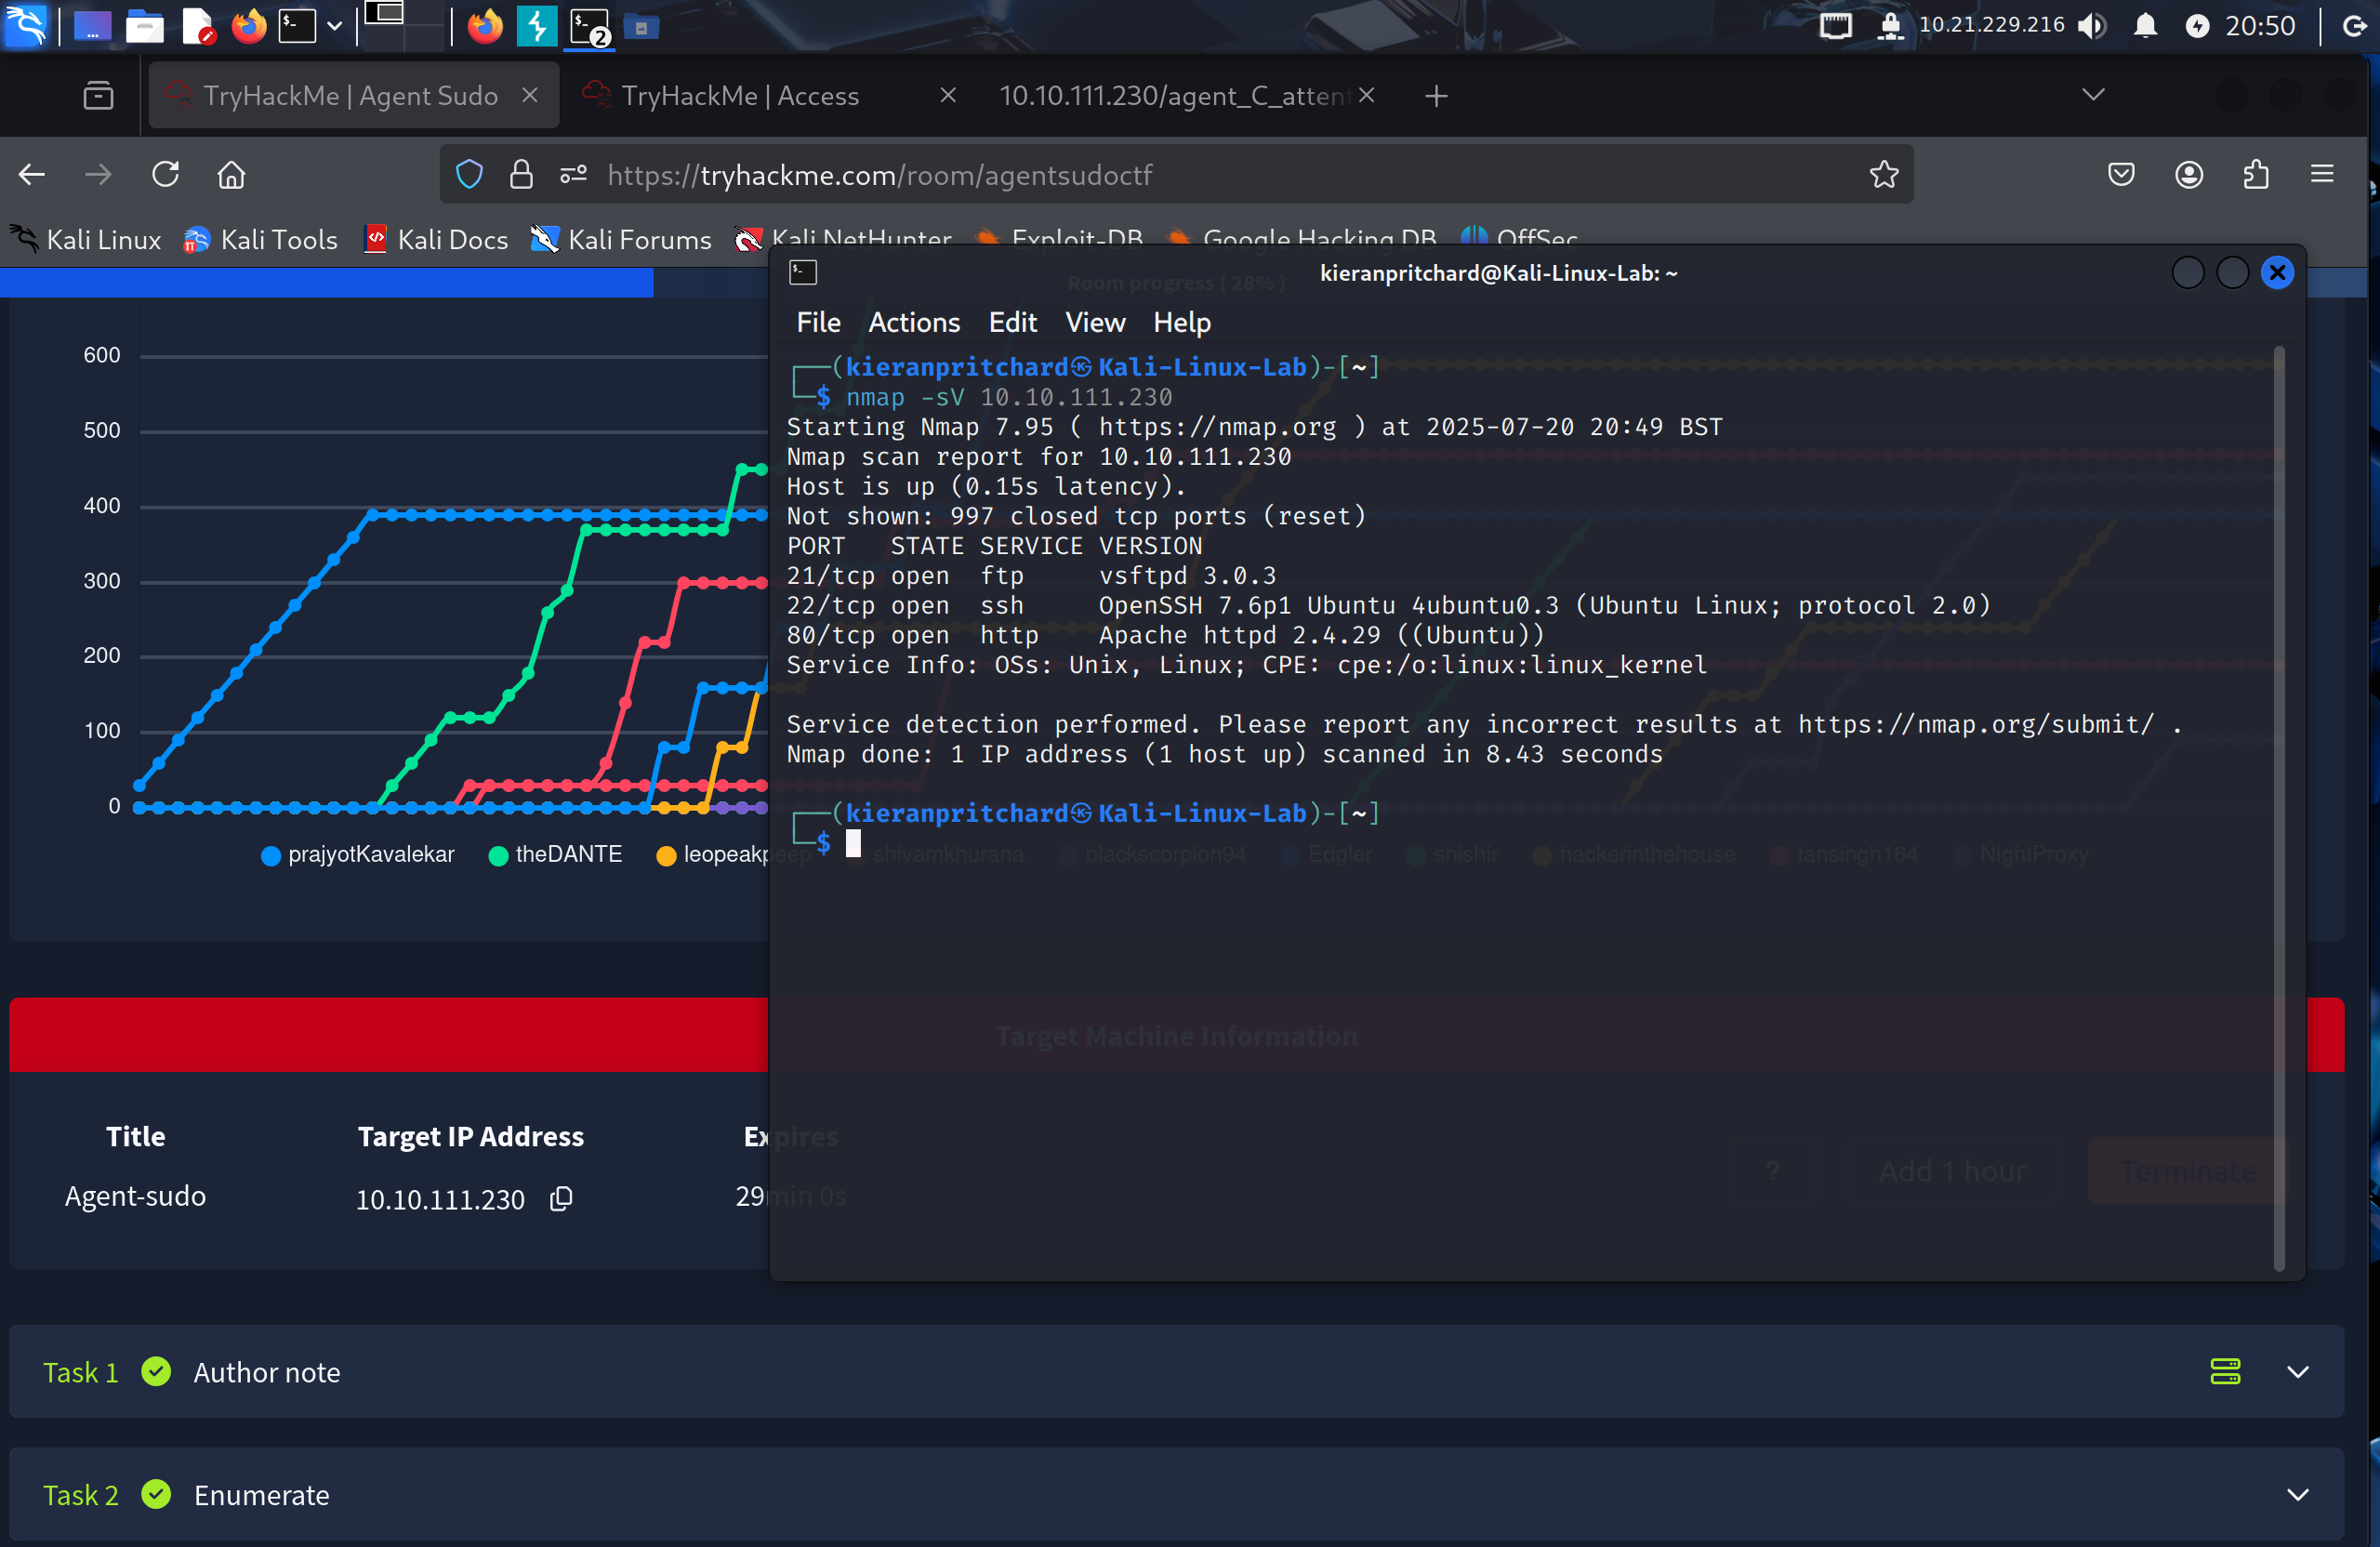 2
10.21.229.216
20:50
TryHackMe | Agent Sudo
TryHackMe | Access
10.10.111.230/agent_C_attent
https://tryhackme.com/room/agentsudoctf
Kali Linux
Kali Tools
Kali Docs
Kali Forums
Kali NetHunter
Exploit-DB
Google Hacking DB
OffSec
Room progress ( 28% )
kieranpritchard@Kali-Linux-Lab: ~
File Actions Edit View Help
┌──(kieranpritchard㉿Kali-Linux-Lab)-[~]
└─$ nmap -sV 10.10.111.230
Starting Nmap 7.95 ( https://nmap.org ) at 2025-07-20 20:49 BST
Nmap scan report for 10.10.111.230
Host is up (0.15s latency).
Not shown: 997 closed tcp ports (reset)
PORT   STATE SERVICE VERSION
21/tcp open  ftp     vsftpd 3.0.3
22/tcp open  ssh     OpenSSH 7.6p1 Ubuntu 4ubuntu0.3 (Ubuntu Linux; protocol 2.0)
80/tcp open  http    Apache httpd 2.4.29 ((Ubuntu))
Service Info: OSs: Unix, Linux; CPE: cpe:/o:linux:linux_kernel
Service detection performed. Please report any incorrect results at https://nmap.org/submit/ .
Nmap done: 1 IP address (1 host up) scanned in 8.43 seconds
┌──(kieranpritchard㉿Kali-Linux-Lab)-[~]
└─$
600
500
400
300
200
100
0
prajyotKavalekar
theDANTE
leopeakpeep
shivamkhurana
blackscorpion94
Edgler
shishir
hackerinthehouse
tansingh164
NightProxy
Target Machine Information
Title
Target IP Address
Expires
Agent-sudo
10.10.111.230
29min 0s
?
Add 1 hour
Terminate
Task 1
Author note
Task 2
Enumerate